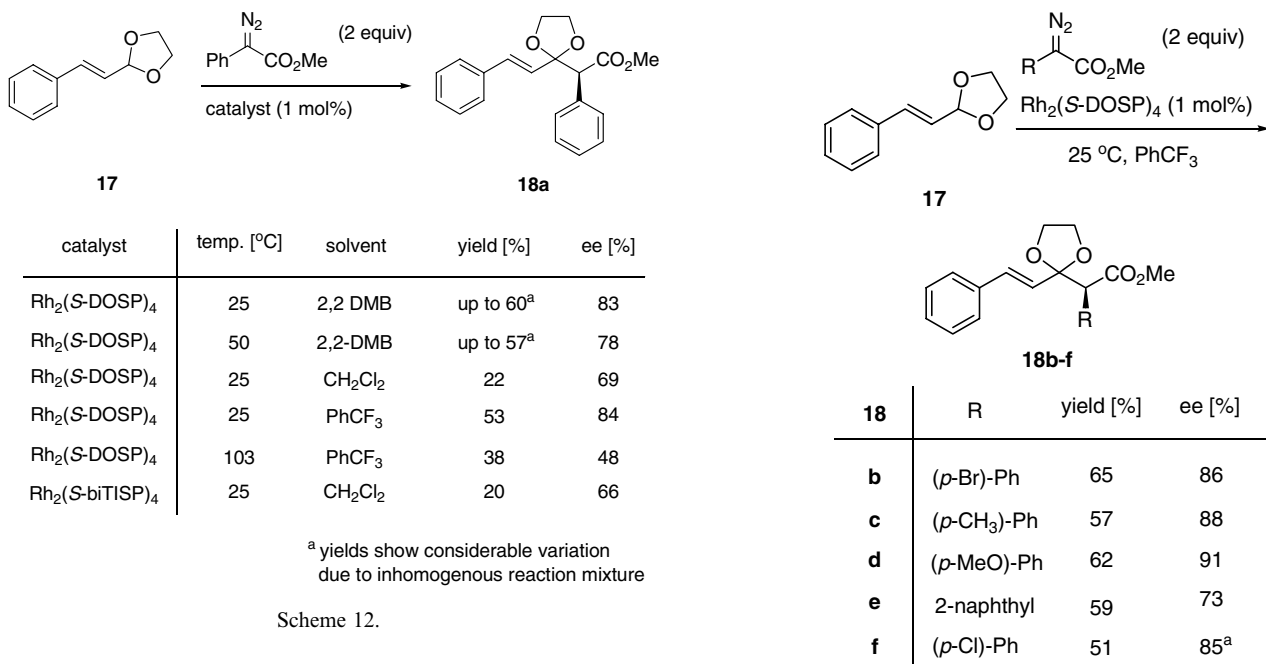 N2
Ph
CO2Me
(2 equiv)
catalyst (1 mol%)
O
O
17
O
O
CO2Me
18a
catalyst temp. [oC] solvent yield [%] ee [%]
Rh2(S-DOSP)4 25 2,2 DMB up to 60a 83
Rh2(S-DOSP)4 50 2,2-DMB up to 57a 78
Rh2(S-DOSP)4 25 CH2Cl2 22 69
Rh2(S-DOSP)4 25 PhCF3 53 84
Rh2(S-DOSP)4 103 PhCF3 38 48
Rh2(S-biTISP)4 25 CH2Cl2 20 66
a yields show considerable variation
due to inhomogenous reaction mixture
Scheme 12.
N2
R
CO2Me
(2 equiv)
Rh2(S-DOSP)4 (1 mol%)
25 oC, PhCF3
O
O
17
O
O
CO2Me
R
18b-f
18 R yield [%] ee [%]
b (p-Br)-Ph 65 86
c (p-CH3)-Ph 57 88
d (p-MeO)-Ph 62 91
e 2-naphthyl 59 73
f (p-Cl)-Ph 51 85a